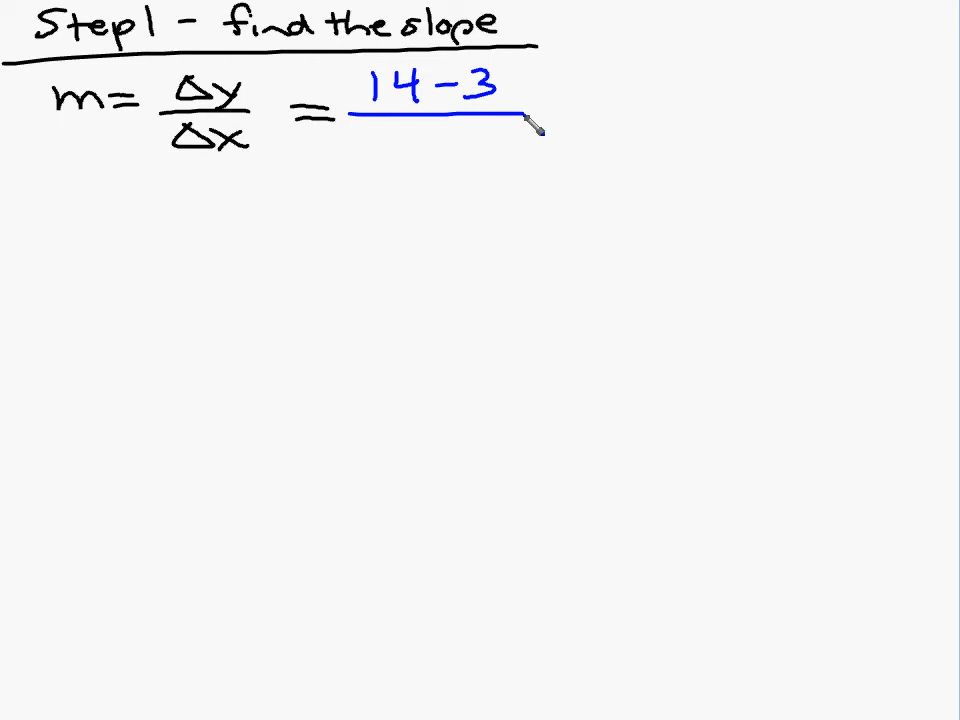 Step 1 - find the slope
m = Δy/Δx = 14 - 3